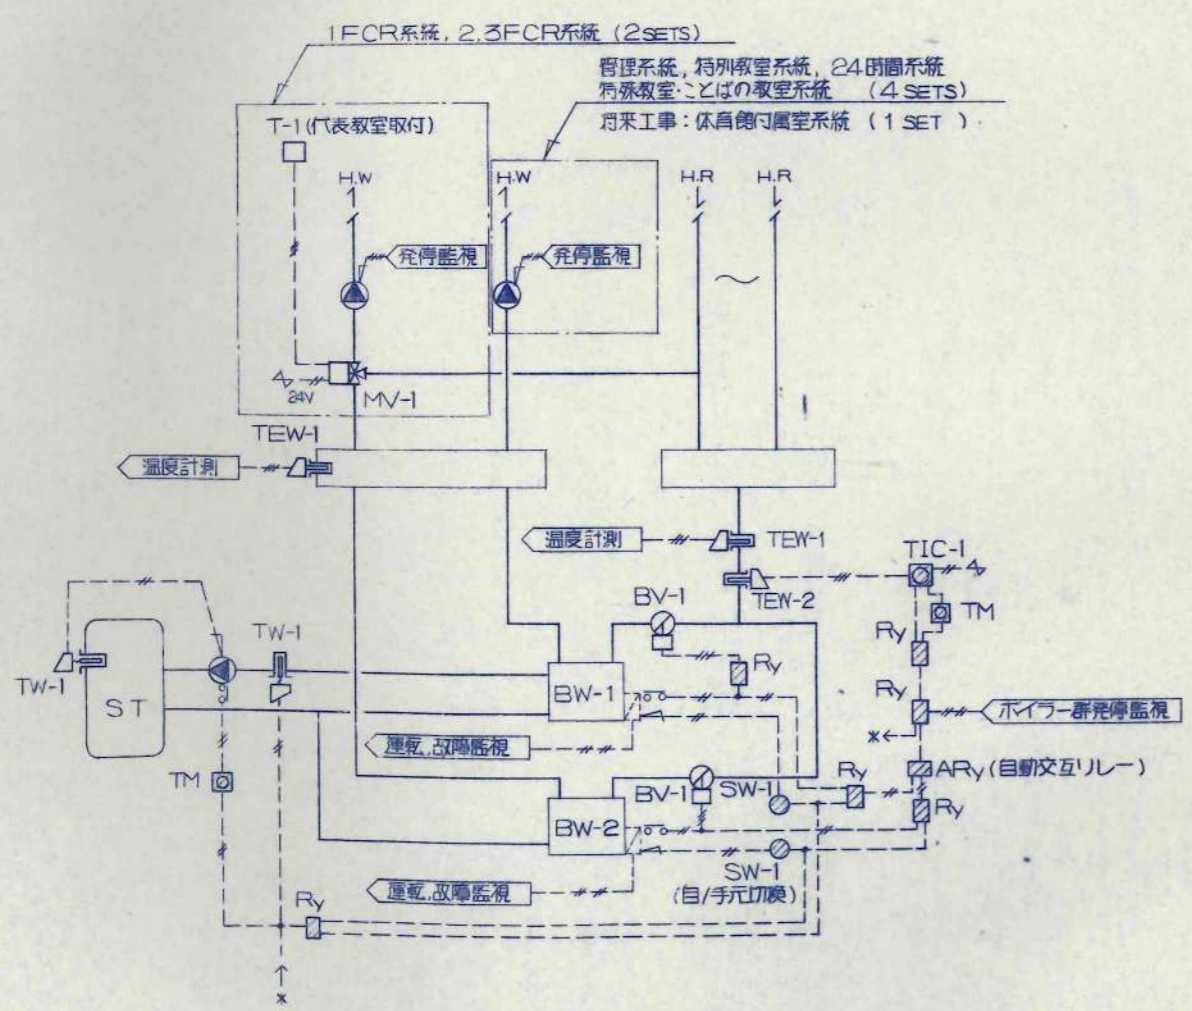 1FCR系統, 2,3FCR系統 (2SETS)
管理系統, 特別教室系統, 24時間系統
特殊教室・ことばの教室系統 (4 SETS)
将来工事:体育館付属室系統 (1 SET )
T-1(代表教室取付)
H.W
H.W
H.R
H.R
発停監視
発停監視
24V
MV-1
TEW-1
温度計測
温度計測
TEW-1
TIC-1
TEW-2
BV-1
TM
TW-1
Ry
Ry
TW-1
ST
BW-1
Ry
ボイラー群発停監視
*
運転,故障監視
TM
BV-1
SW-1
Ry
ARy(自動交互リレー)
BW-2
Ry
SW-1
(自/手元切換)
運転,故障監視
Ry
*